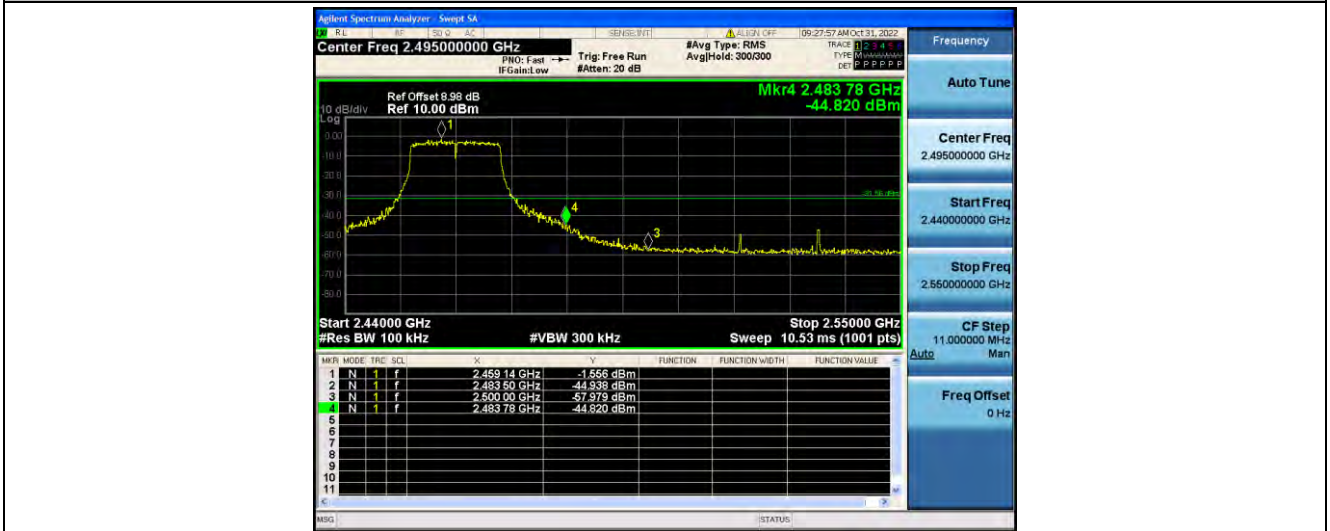 Agilent Spectrum Analyzer - Swept SA
RL RF 50 Ω AC SENSE:INT ALIGN OFF 09:27:57 AM Oct 31, 2022
Center Freq 2.495000000 GHz
PNO: Fast
IFGain:Low
Trig: Free Run
#Atten: 20 dB
#Avg Type: RMS
Avg|Hold: 300/300
TRACE 1 2 3 4 5 6
TYPE M
DET P P P P P P
Mkr4 2.483 78 GHz
-44.820 dBm
Ref Offset 8.98 dB
10 dB/div Ref 10.00 dBm
Log
0.00
-10.0
-20.0
-30.0
-40.0
-50.0
-60.0
-70.0
-80.0
1
4
3
-31.56 dBm
Start 2.44000 GHz Stop 2.55000 GHz
#Res BW 100 kHz #VBW 300 kHz Sweep 10.53 ms (1001 pts)
MKR MODE TRC SCL X Y FUNCTION FUNCTION WIDTH FUNCTION VALUE
1 N 1 f 2.459 14 GHz -1.556 dBm
2 N 1 f 2.483 50 GHz -44.938 dBm
3 N 1 f 2.500 00 GHz -57.979 dBm
4 N 1 f 2.483 78 GHz -44.820 dBm
5
6
7
8
9
10
11
MSG STATUS
Frequency
Auto Tune
Center Freq
2.495000000 GHz
Start Freq
2.440000000 GHz
Stop Freq
2.550000000 GHz
CF Step
11.000000 MHz
Auto Man
Freq Offset
0 Hz